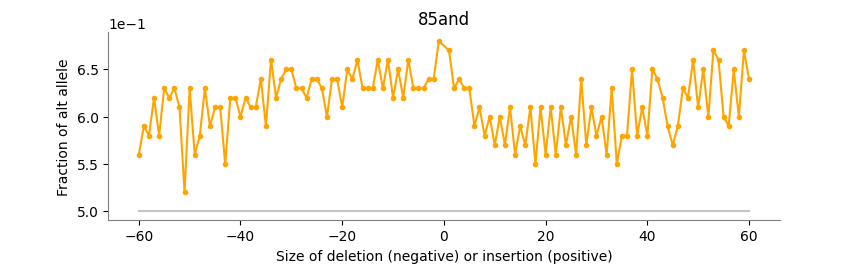 85and
1e−1
6.5
6.0
5.5
5.0
Fraction of alt allele
−60 −40 −20 0 20 40 60
Size of deletion (negative) or insertion (positive)